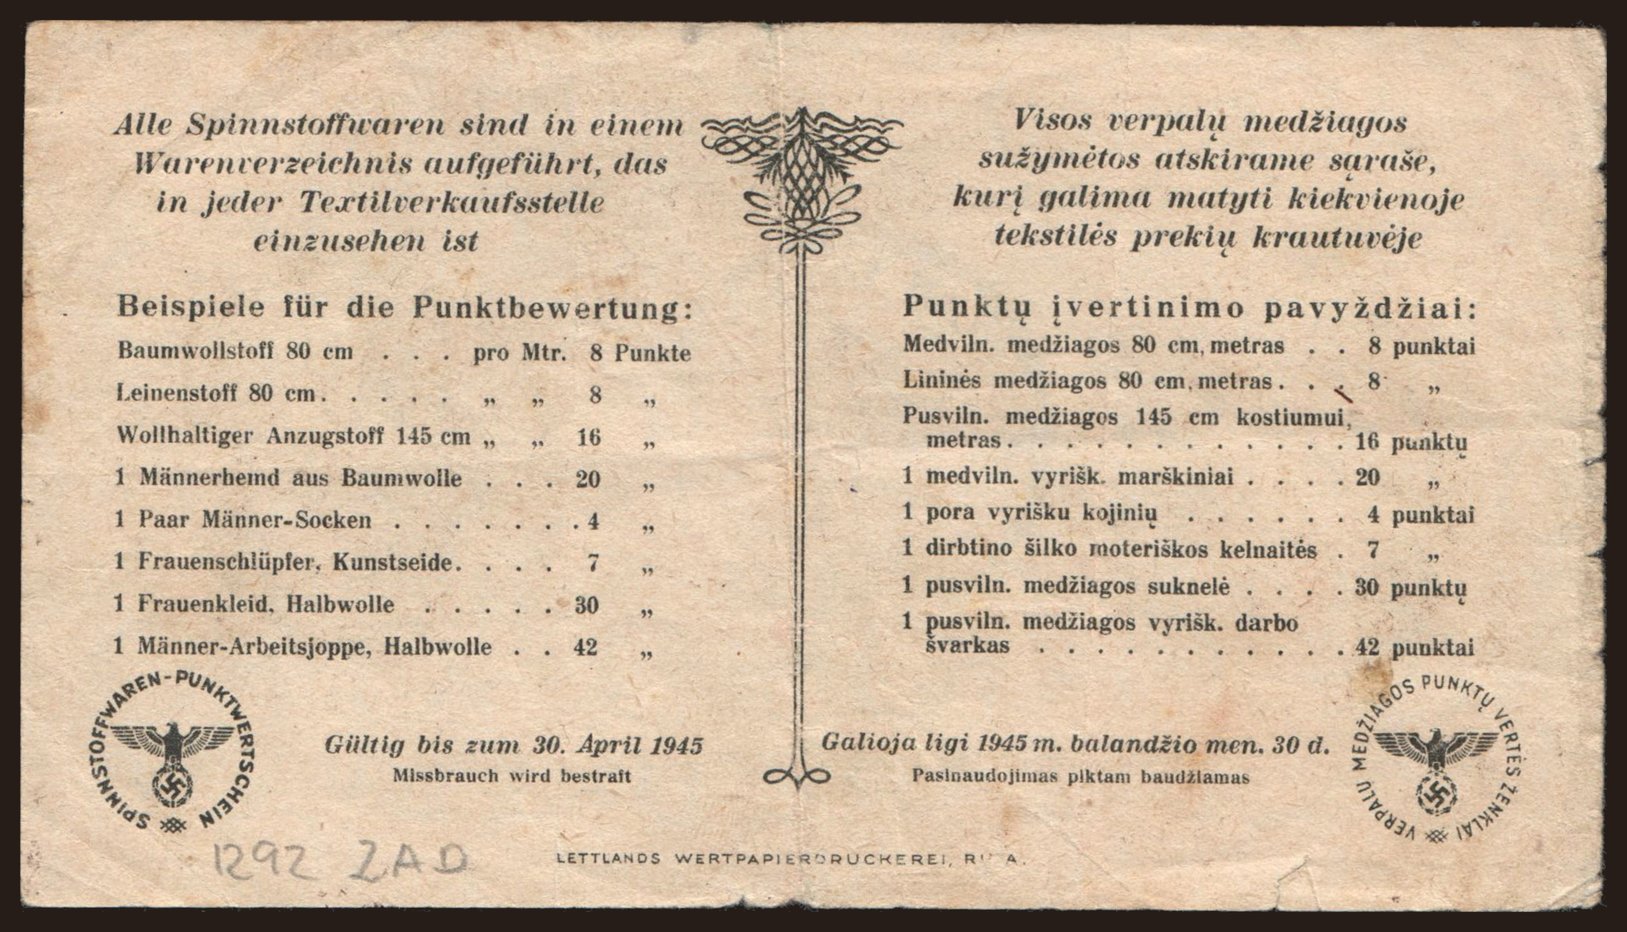 Alle Spinnstoffwaren sind in einem
Warenverzeichnis aufgeführt, das
in jeder Textilverkaufsstelle
einzusehen ist
Beispiele für die Punktbewertung:
Baumwollstoff 80 cm . . . pro Mtr. 8 Punkte
Leinenstoff 80 cm . . . . . „ „ 8 „
Wollhaltiger Anzugstoff 145 cm „ „ 16 „
1 Männerhemd aus Baumwolle . . . 20 „
1 Paar Männer-Socken . . . . . . . 4 „
1 Frauenschlüpfer, Kunstseide. . . . 7 „
1 Frauenkleid, Halbwolle . . . . . 30 „
1 Männer-Arbeitsjoppe, Halbwolle . . 42 „
SPINNSTOFFWAREN-PUNKTWERTSCHEIN
Gültig bis zum 30. April 1945
Missbrauch wird bestraft
Visos verpalų medžiagos
sužymėtos atskirame sąraše,
kurį galima matyti kiekvienoje
tekstilės prekių krautuvėje
Punktų įvertinimo pavyždžiai:
Medviln. medžiagos 80 cm, metras . . 8 punktai
Lininės medžiagos 80 cm, metras . . . 8 „
Pusviln. medžiagos 145 cm kostiumui,
metras . . . . . . . . . . . . 16 punktų
1 medviln. vyrišk. marškiniai . . . . 20 „
1 pora vyrišku kojinių . . . . . . 4 punktai
1 dirbtino šilko moteriškos kelnaitės . 7 „
1 pusviln. medžiagos suknelė . . . . 30 punktų
1 pusviln. medžiagos vyrišk. darbo
švarkas . . . . . . . . . . . 42 punktai
Galioja ligi 1945 m. balandžio men. 30 d.
Pasinaudojimas piktam baudžiamas
VERPALŲ MEDŽIAGOS PUNKTŲ VERTĖS ŽENKLAI
1292 ZAD
LETTLANDS WERTPAPIERDRUCKEREI,